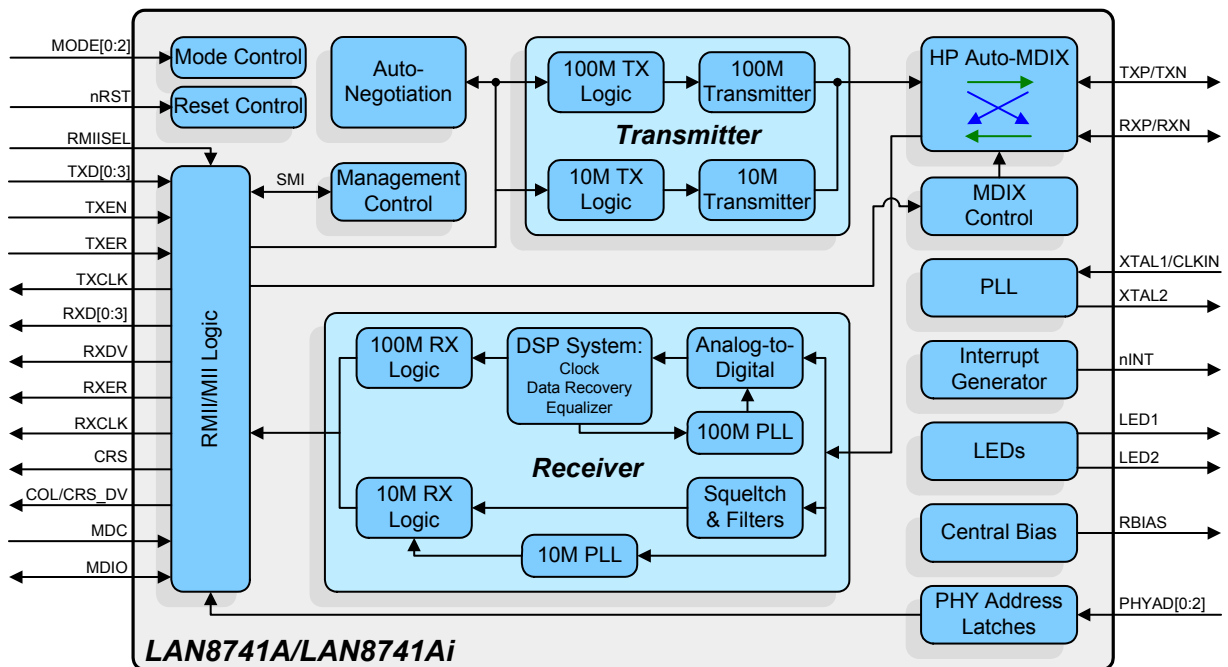 MODE[0:2]
nRST
RMIISEL
TXD[0:3]
TXEN
TXER
TXCLK
RXD[0:3]
RXDV
RXER
RXCLK
CRS
COL/CRS_DV
MDC
MDIO
Mode Control
Reset Control
RMII/MII Logic
SMI
Auto-
Negotiation
Management
Control
100M TX
Logic
100M
Transmitter
Transmitter
10M TX
Logic
10M
Transmitter
100M RX
Logic
DSP System:
Clock
Data Recovery
Equalizer
Analog-to-
Digital
100M PLL
Receiver
10M RX
Logic
Squeltch
& Filters
10M PLL
HP Auto-MDIX
MDIX
Control
PLL
Interrupt
Generator
LEDs
Central Bias
PHY Address
Latches
TXP/TXN
RXP/RXN
XTAL1/CLKIN
XTAL2
nINT
LED1
LED2
RBIAS
PHYAD[0:2]
LAN8741A/LAN8741Ai